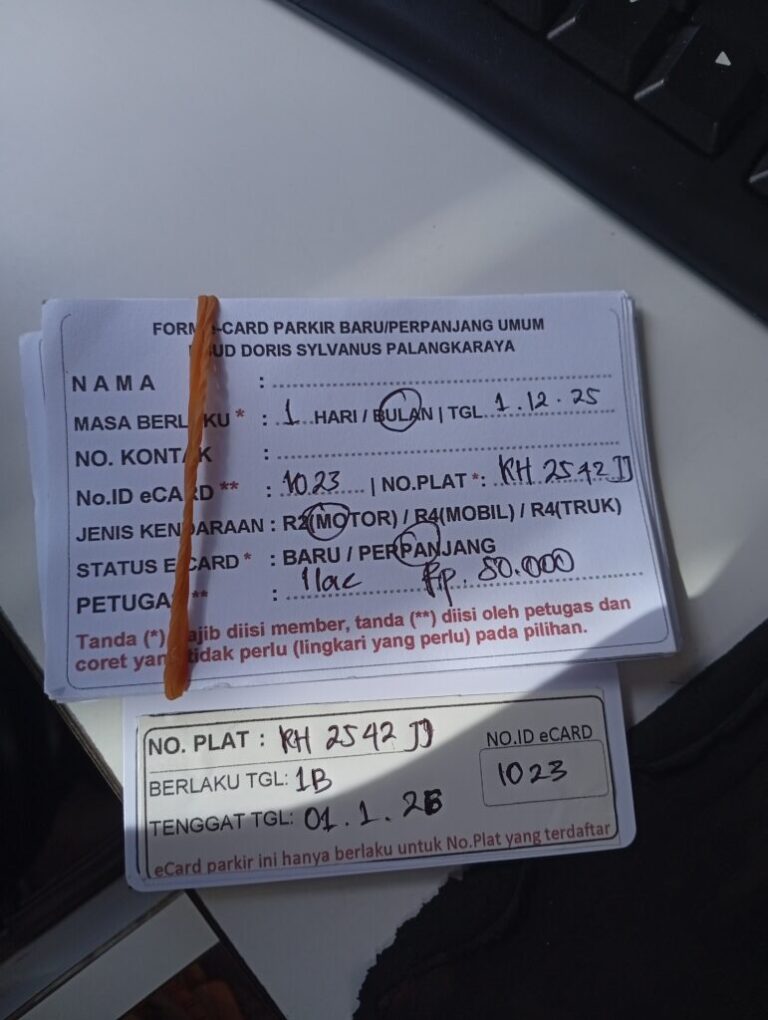 FORM e-CARD PARKIR BARU/PERPANJANG UMUM
RSUD DORIS SYLVANUS PALANGKARAYA
NAMA :
MASA BERLAKU * : 1 HARI / BULAN | TGL. 1.12.25
NO. KONTAK :
No.ID eCARD ** : 1023 | NO.PLAT *: KH 2542 JJ
JENIS KENDARAAN : R2(MOTOR) / R4(MOBIL) / R4(TRUK)
STATUS E CARD * : BARU / PERPANJANG
PETUGAS ** : Rp. 80.000
Tanda (*) wajib diisi member, tanda (**) diisi oleh petugas dan
coret yang tidak perlu (lingkari yang perlu) pada pilihan.
NO. PLAT : KH 2542 JJ
NO.ID eCARD
1023
BERLAKU TGL: 1B
TENGGAT TGL: 01.1.26
eCard parkir ini hanya berlaku untuk No.Plat yang terdaftar